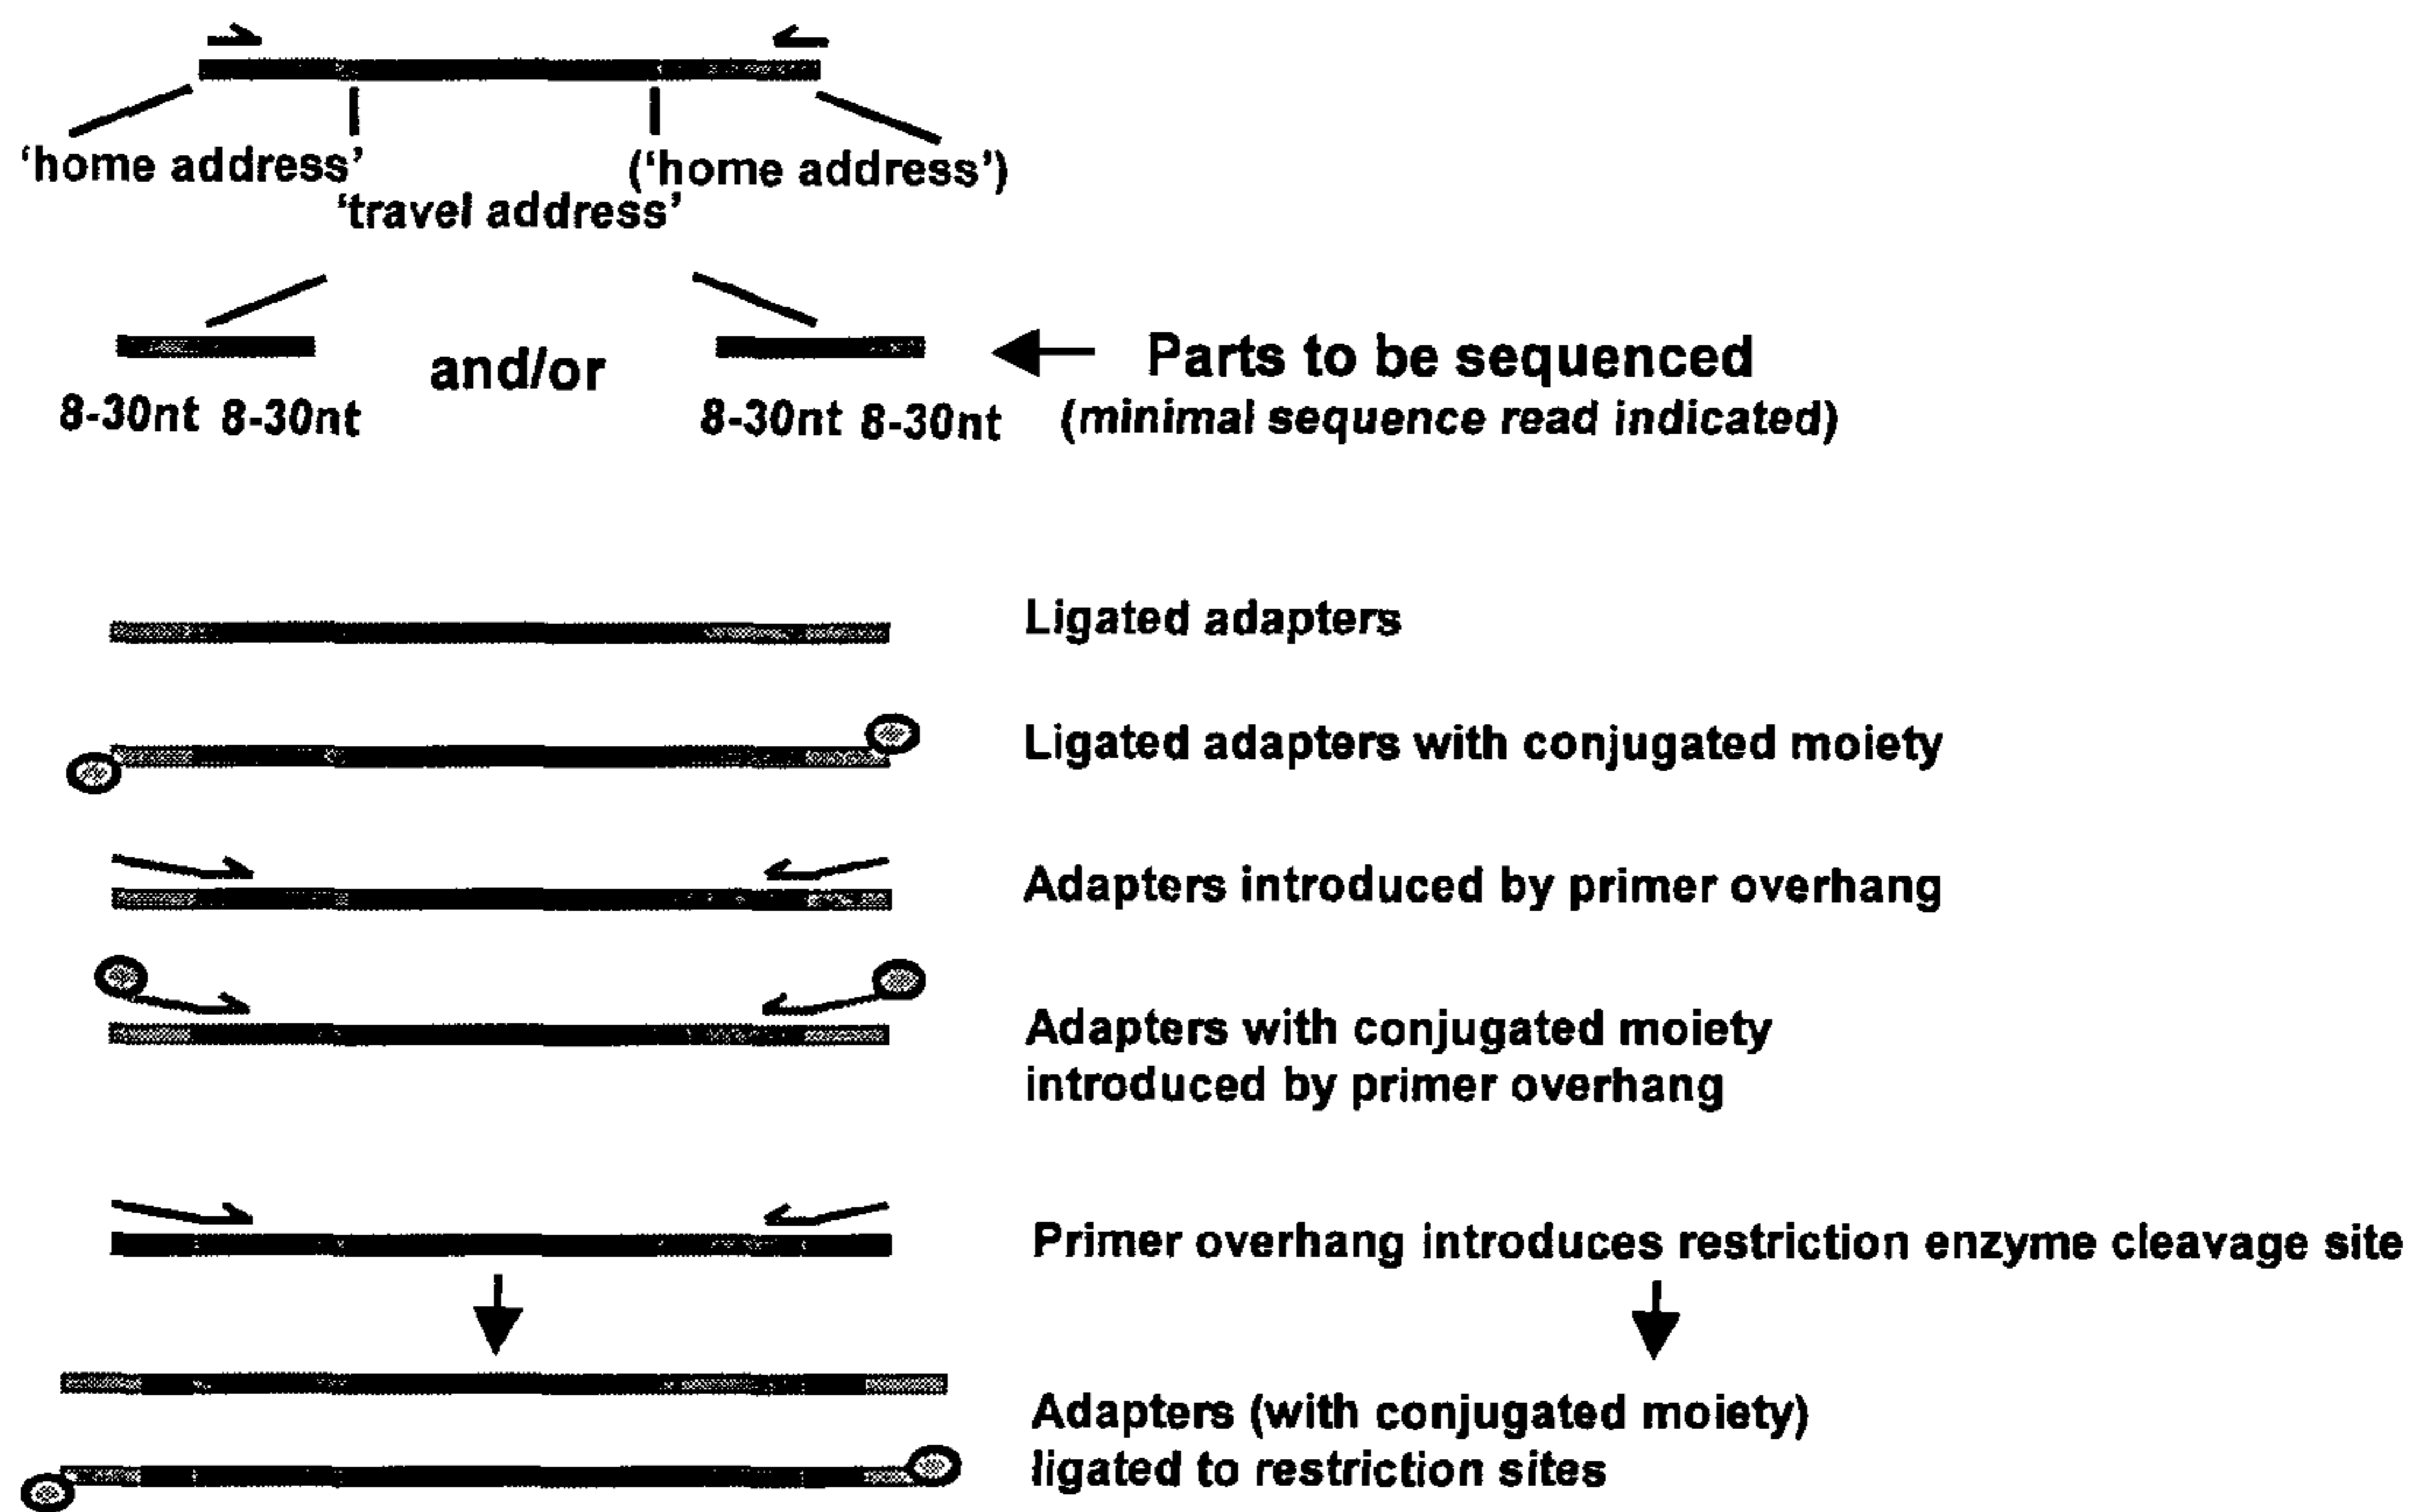 ‘home address’
(‘home address’)
‘travel address’
and/or
Parts to be sequenced
8-30nt 8-30nt
8-30nt 8-30nt
(minimal sequence read indicated)
Ligated adapters
Ligated adapters with conjugated moiety
Adapters introduced by primer overhang
Adapters with conjugated moiety
introduced by primer overhang
Primer overhang introduces restriction enzyme cleavage site
Adapters (with conjugated moiety)
ligated to restriction sites